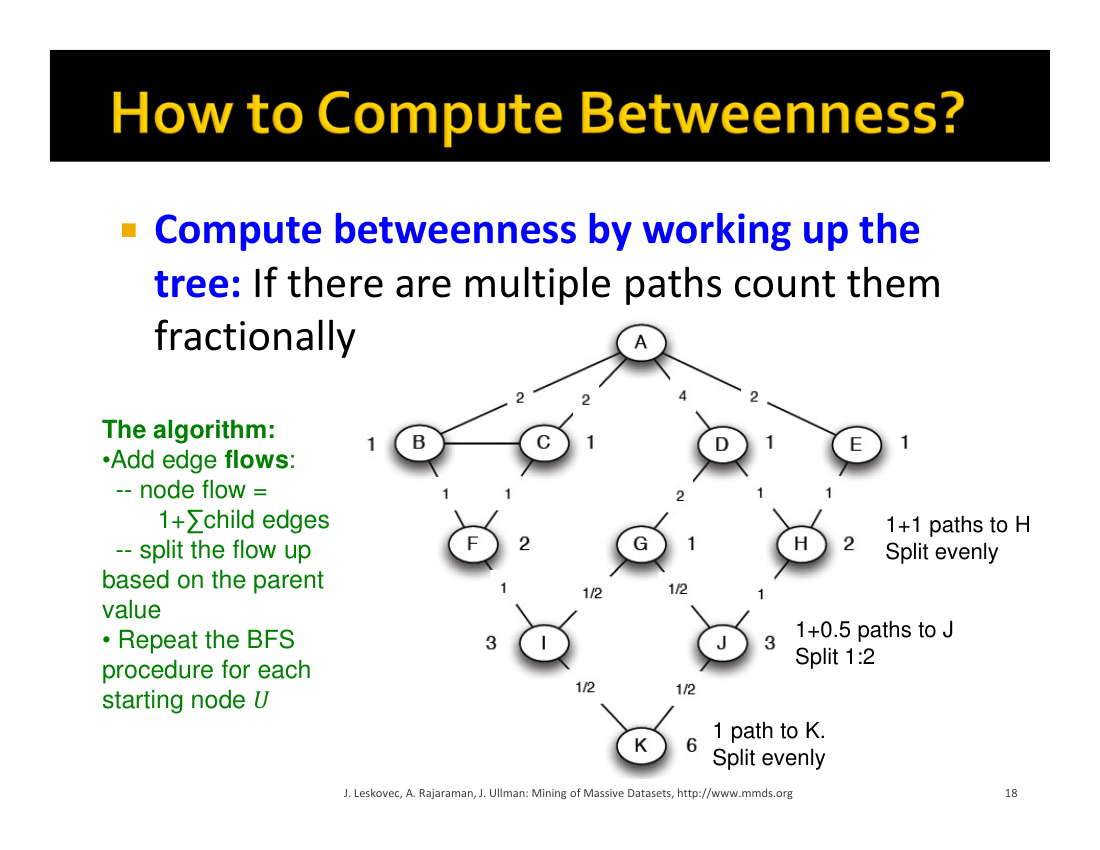 How to Compute Betweenness?
▪ Compute betweenness by working up the
tree: If there are multiple paths count them
fractionally
The algorithm:
•Add edge flows:
-- node flow =
1+∑child edges
-- split the flow up
based on the parent
value
• Repeat the BFS
procedure for each
starting node U
A
2 2 4 2
1 B C 1 D 1 E 1
1 1 2 1 1
F 2 G 1 H 2
1+1 paths to H
Split evenly
1 1/2 1/2 1
3 I J 3
1+0.5 paths to J
Split 1:2
1/2 1/2
K 6
1 path to K.
Split evenly
J. Leskovec, A. Rajaraman, J. Ullman: Mining of Massive Datasets, http://www.mmds.org
18